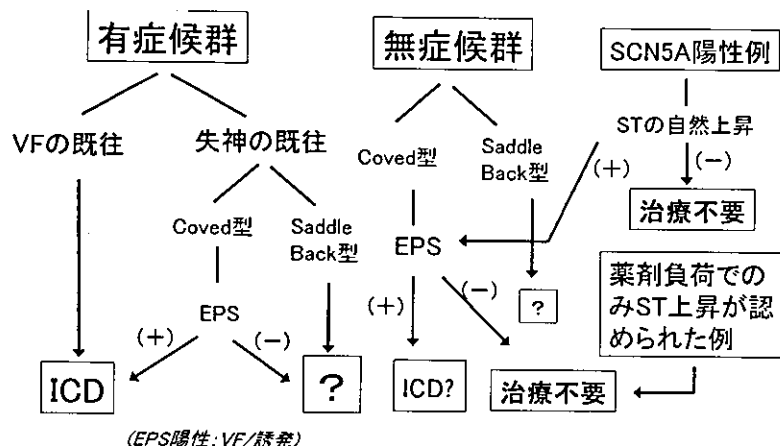 有症候群
無症候群
SCN5A陽性例
VFの既往
失神の既往
Coved型
Saddle
Back型
STの自然上昇
(+)
(−)
治療不要
Coved型
Saddle
Back型
EPS
EPS
(+)
(−)
(+)
(−)
?
薬剤負荷での
みST上昇が認
められた例
ICD
?
ICD?
治療不要
(EPS陽性:VF/誘発)